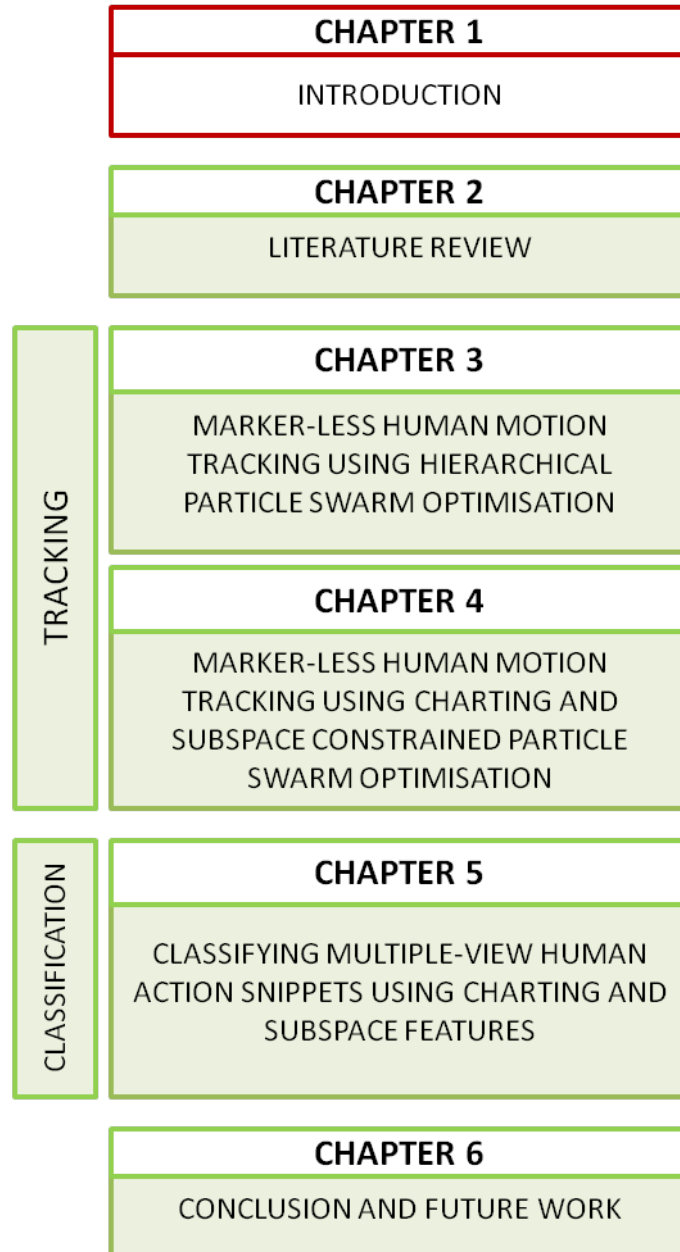 CHAPTER 1
INTRODUCTION
CHAPTER 2
LITERATURE REVIEW
TRACKING
CHAPTER 3
MARKER-LESS HUMAN MOTION
TRACKING USING HIERARCHICAL
PARTICLE SWARM OPTIMISATION
CHAPTER 4
MARKER-LESS HUMAN MOTION
TRACKING USING CHARTING AND
SUBSPACE CONSTRAINED PARTICLE
SWARM OPTIMISATION
CLASSIFICATION
CHAPTER 5
CLASSIFYING MULTIPLE-VIEW HUMAN
ACTION SNIPPETS USING CHARTING AND
SUBSPACE FEATURES
CHAPTER 6
CONCLUSION AND FUTURE WORK